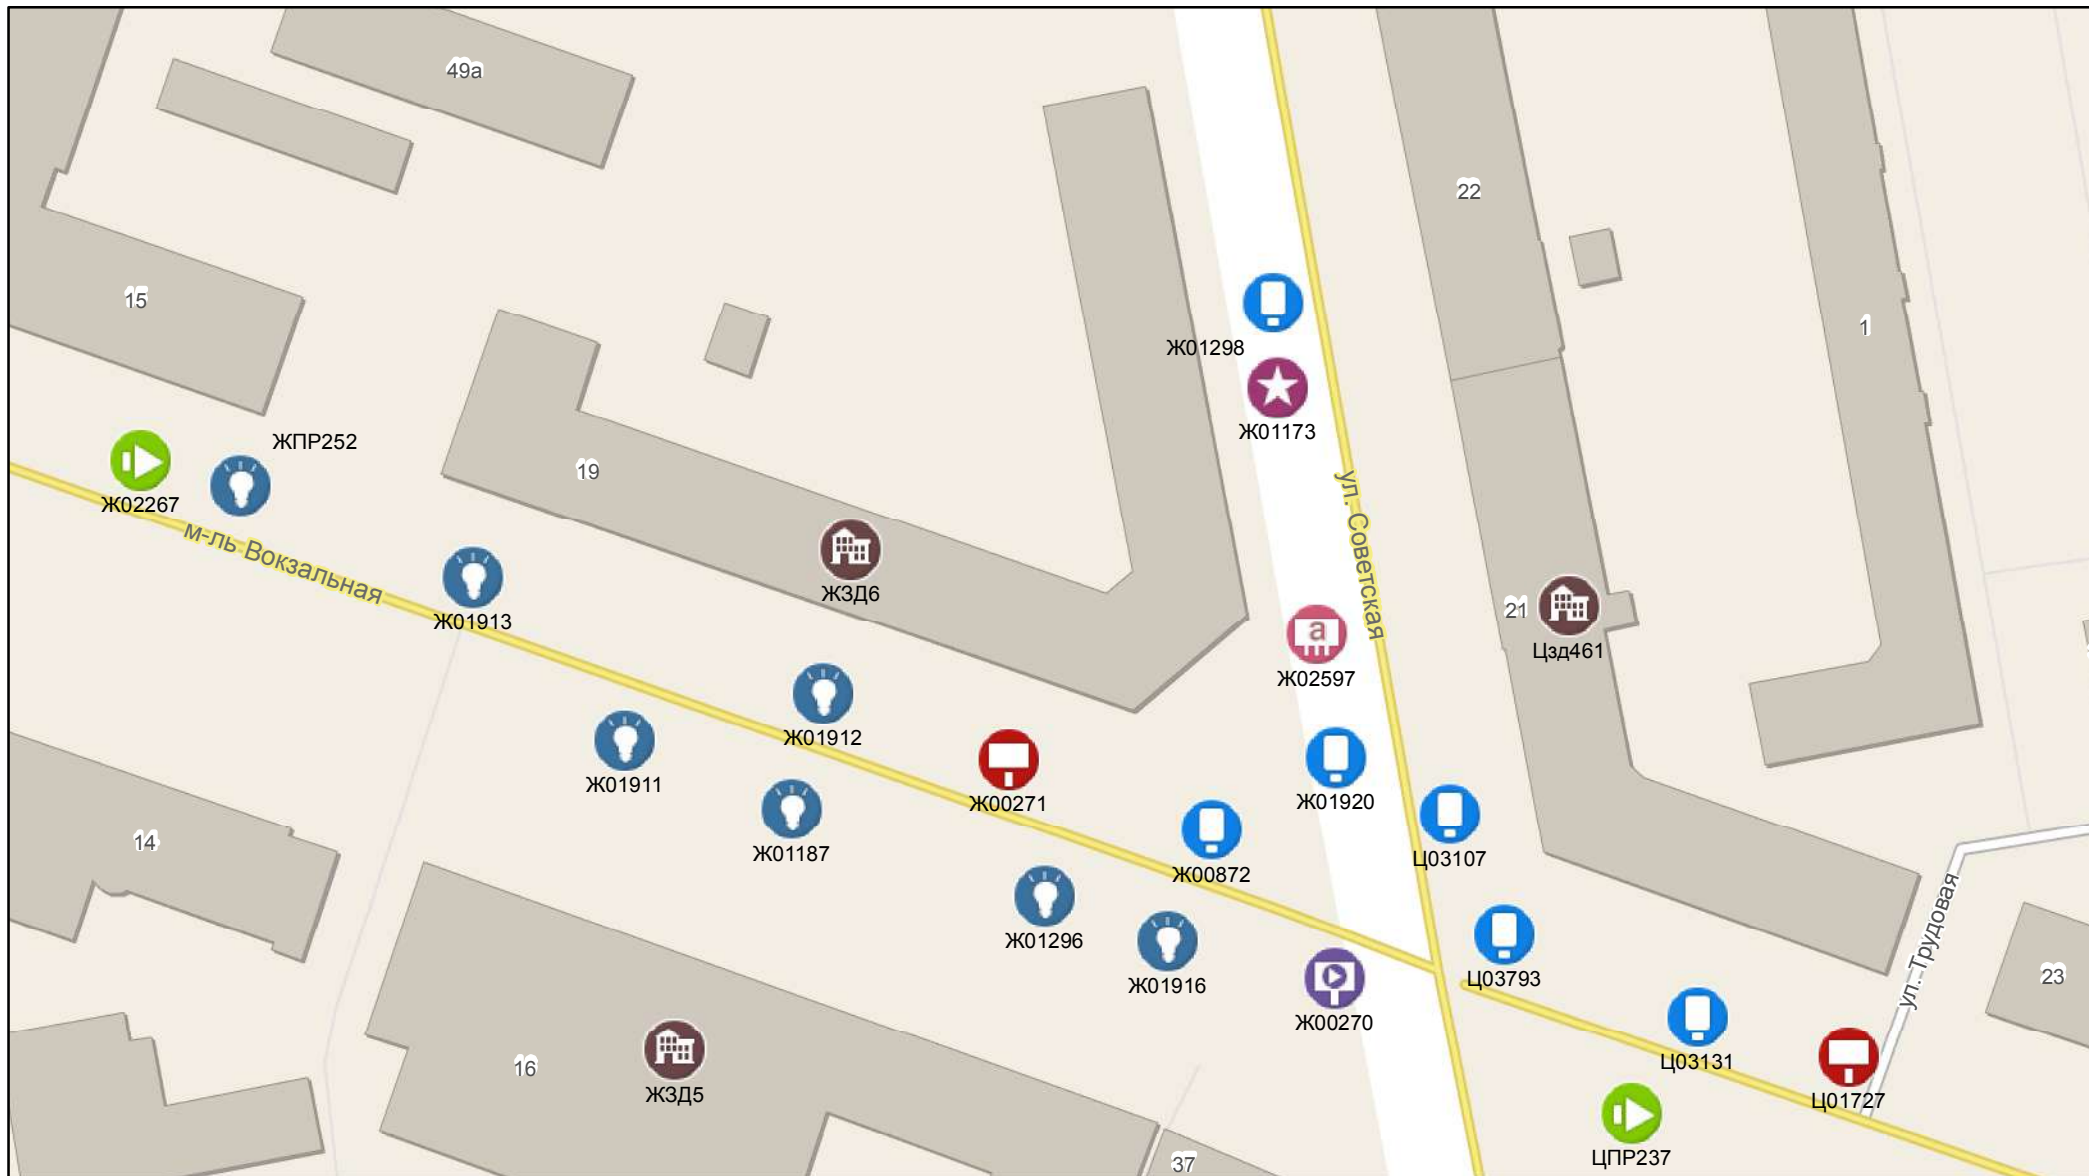 49а
22
15
1
Ж01298
Ж01173
ЖПР252
19
Ж02267
ул. Советская
м-ль Вокзальная
ЖЗД6
21
Ж01913
Цзд461
Ж02597
Ж01912
Ж01911
Ж00271
Ж01920
14
Ж01187
Ж00872
Ц03107
ул. Трудовая
Ж01296
Ж01916
Ц03793
23
Ж00270
16
Ц03131
ЖЗД5
Ц01727
ЦПР237
37